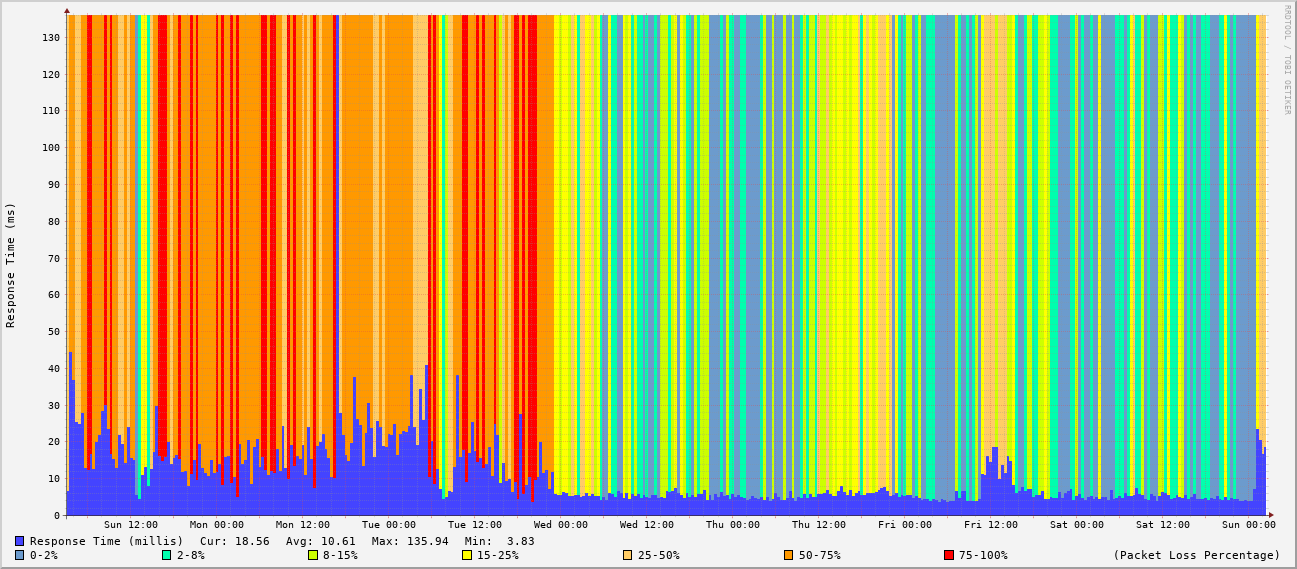 RRDTOOL / TOBI OETIKER
Response Time (ms)
130
120
110
100
90
80
70
60
50
40
30
20
10
0
Sun 12:00 Mon 00:00 Mon 12:00 Tue 00:00 Tue 12:00 Wed 00:00 Wed 12:00 Thu 00:00 Thu 12:00 Fri 00:00 Fri 12:00 Sat 00:00 Sat 12:00 Sun 00:00
Response Time (millis) Cur: 18.56 Avg: 10.61 Max: 135.94 Min: 3.83
0-2% 2-8% 8-15% 15-25% 25-50% 50-75% 75-100% (Packet Loss Percentage)